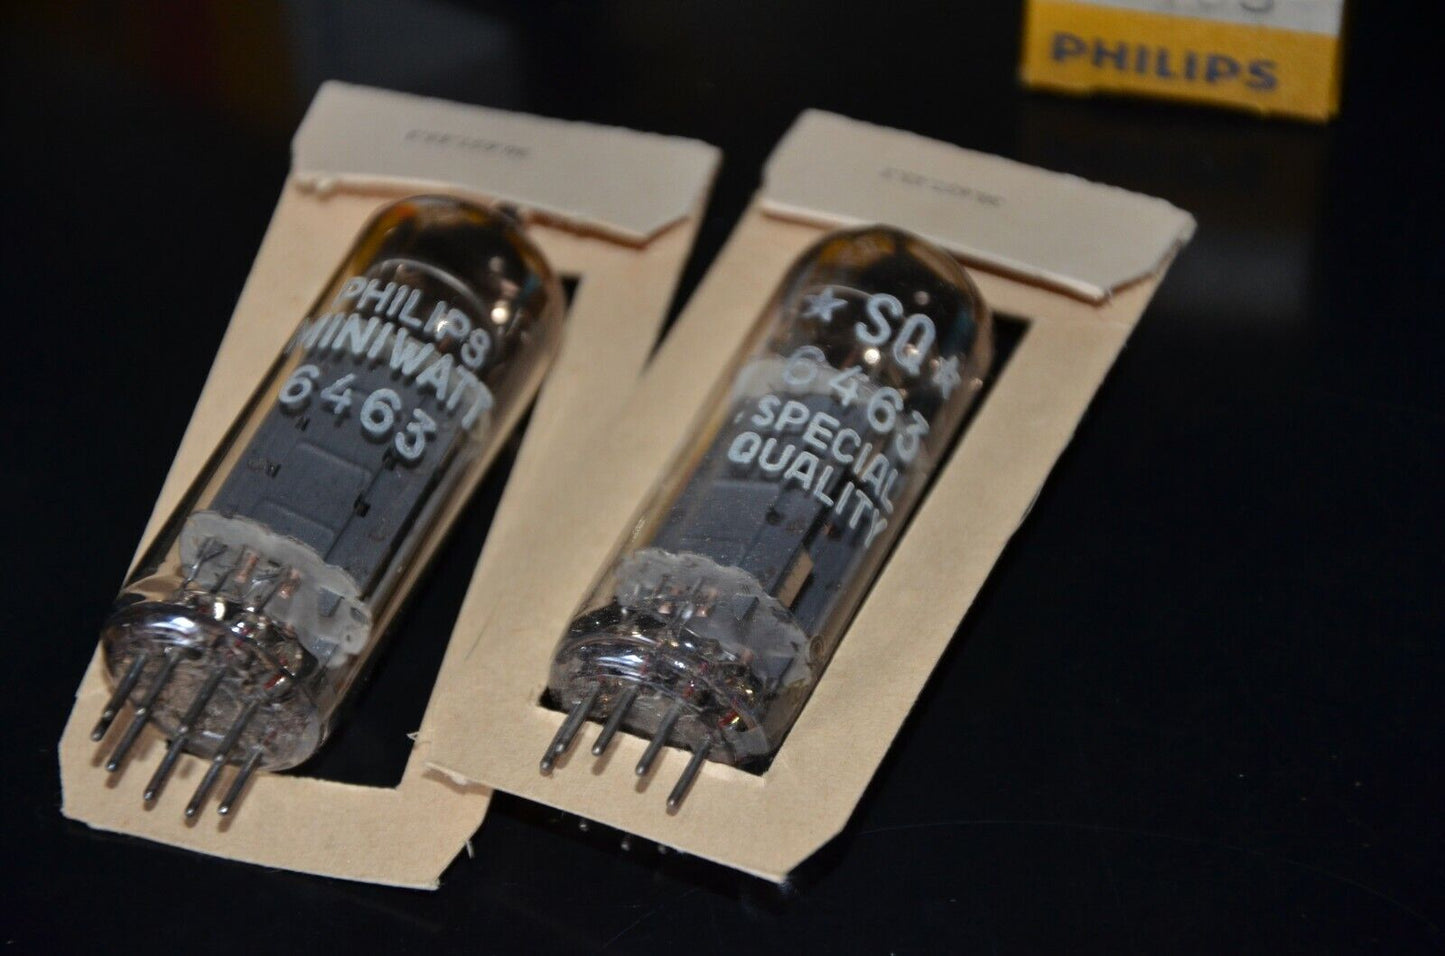 PHILIPS
PHILIPS
MINIWATT
6463
★ SQ ★
6463
SPECIAL
QUALITY